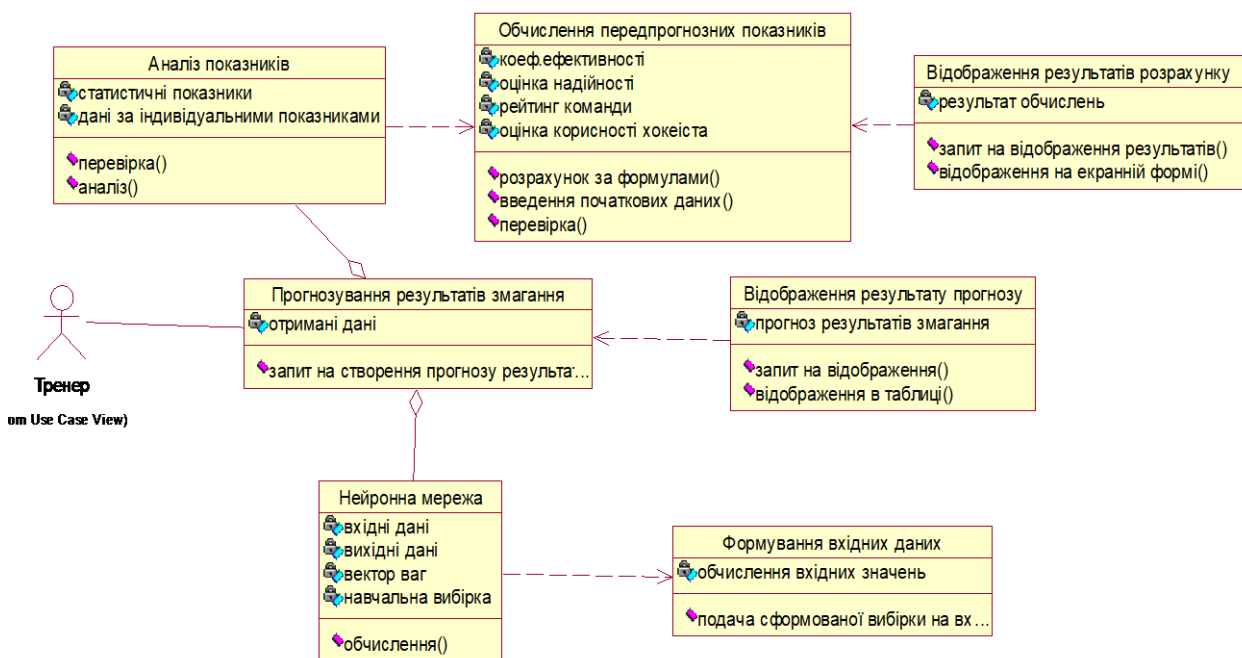 Аналіз показників
статистичні показники
дані за індивідуальними показниками
перевірка()
аналіз()
Обчислення передпрогнозних показників
коеф.ефективності
оцінка надійності
рейтинг команди
оцінка корисності хокеіста
розрахунок за формулами()
введення початкових даних()
перевірка()
Відображення результатів розрахунку
результат обчислень
запит на відображення результатів()
відображення на екранній формі()
Тренер
om Use Case View)
Прогнозування результатів змагання
отримані дані
запит на створення прогнозу результат...
Відображення результату прогнозу
прогноз результатів змагання
запит на відображення()
відображення в таблиці()
Нейронна мережа
вхідні дані
вихідні дані
вектор ваг
навчальна вибірка
обчислення()
Формування вхідних даних
обчислення вхідних значень
подача сформованої вибірки на вх...